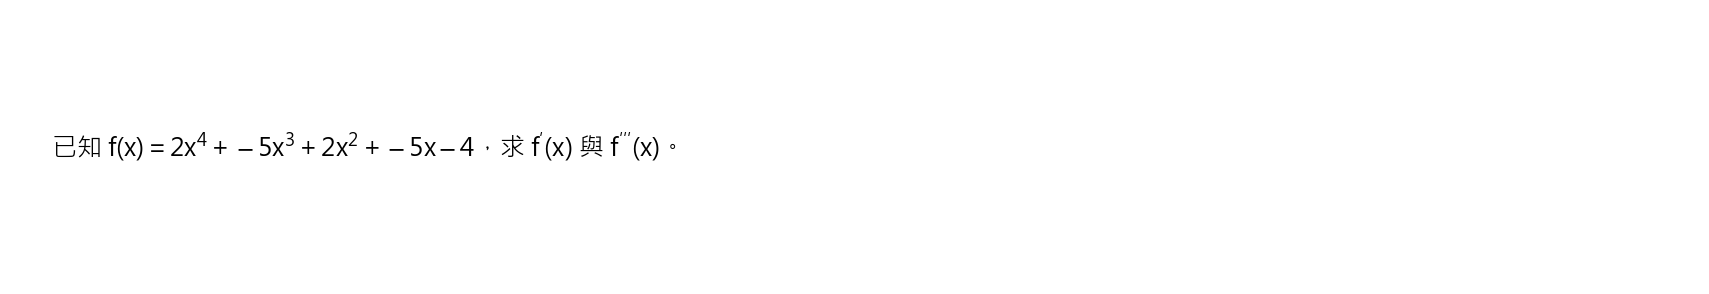 已知 f(x) = 2x⁴ + −5x³ + 2x² + −5x−4，求 f′(x) 與 f′′′(x)。